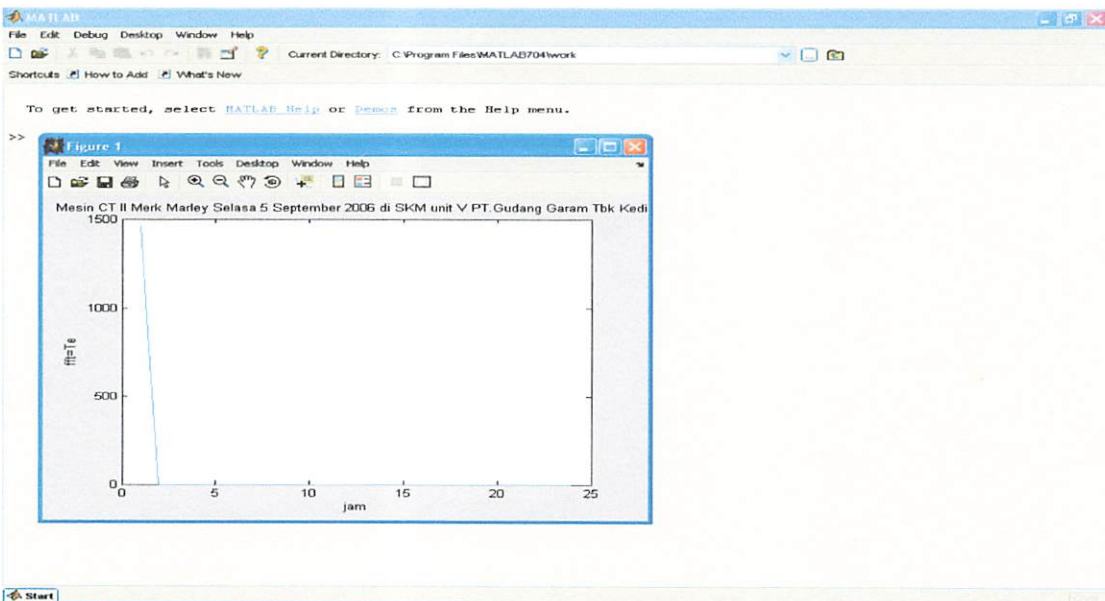 MATLAB
File Edit Debug Desktop Window Help
Current Directory: C:\Program Files\MATLAB704\work
Shortcuts How to Add What's New
To get started, select MATLAB Help or Demos from the Help menu.
>>
Figure 1
File Edit View Insert Tools Desktop Window Help
Mesin CT II Merk Marley Selasa 5 September 2006 di SKM unit V PT.Gudang Garam Tbk Kedi
1500
1000
500
0
fft=Te
0 5 10 15 20 25
jam
Start